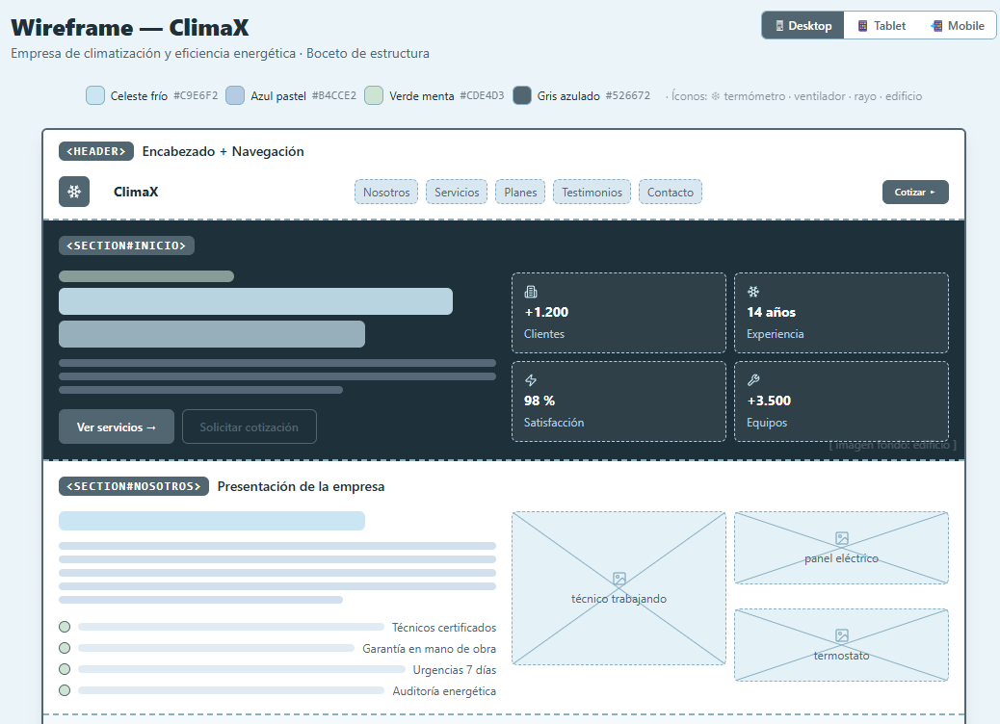 Wireframe — ClimaX
Empresa de climatización y eficiencia energética · Boceto de estructura
Desktop
Tablet
Mobile
Celeste frío #C9E6F2
Azul pastel #B4CCE2
Verde menta #CDE4D3
Gris azulado #526672
· Íconos: ❄ termómetro · ventilador · rayo · edificio
<HEADER> Encabezado + Navegación
ClimaX
Nosotros
Servicios
Planes
Testimonios
Contacto
Cotizar ➤
<SECTION#INICIO>
+1.200
Clientes
14 años
Experiencia
98 %
Satisfacción
+3.500
Equipos
Ver servicios →
Solicitar cotización
[ imagen fondo: edificio ]
<SECTION#NOSOTROS> Presentación de la empresa
técnico trabajando
panel eléctrico
termostato
Técnicos certificados
Garantía en mano de obra
Urgencias 7 días
Auditoría energética